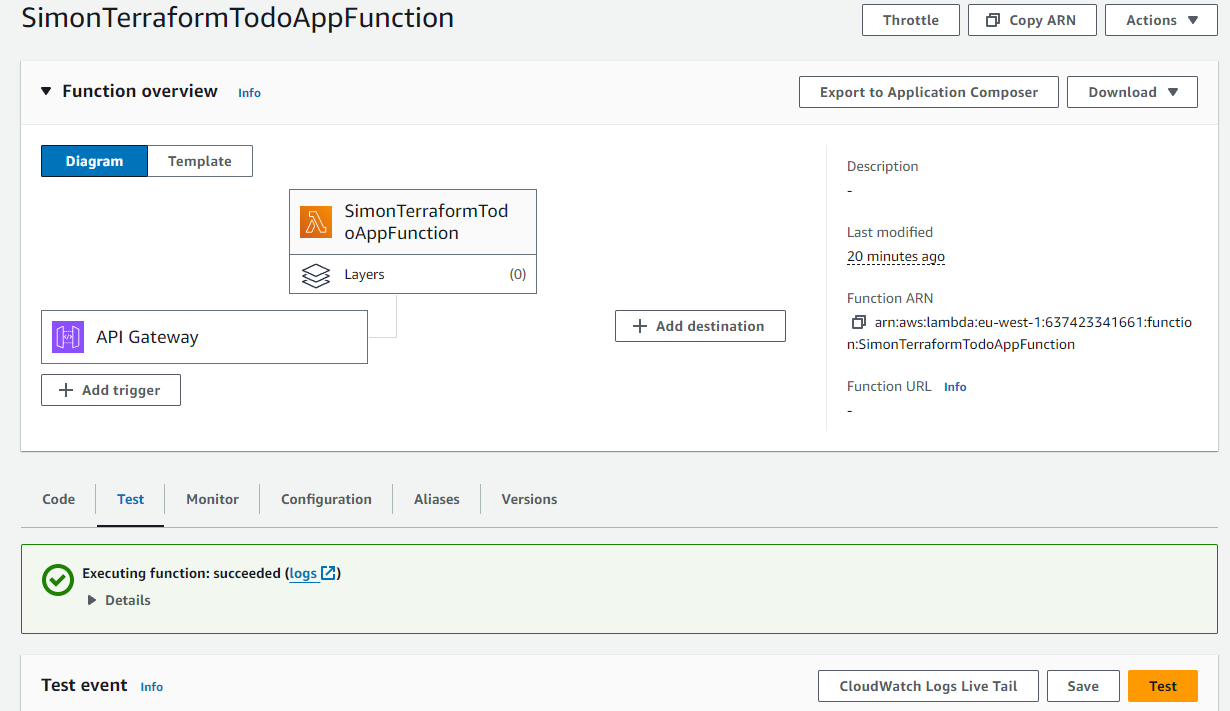 SimonTerraformTodoAppFunction
Throttle
Copy ARN
Actions
Function overview
Info
Export to Application Composer
Download
Diagram
Template
SimonTerraformTod
oAppFunction
Layers
(0)
API Gateway
Add trigger
Add destination
Description
-
Last modified
20 minutes ago
Function ARN
arn:aws:lambda:eu-west-1:637423341661:functio
n:SimonTerraformTodoAppFunction
Function URL
Info
-
Code
Test
Monitor
Configuration
Aliases
Versions
Executing function: succeeded (logs)
Details
Test event
Info
CloudWatch Logs Live Tail
Save
Test